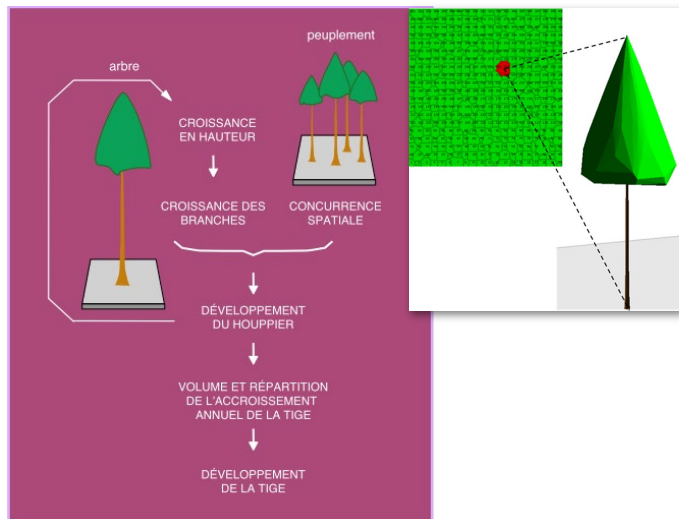 peuplement
arbre
CROISSANCE
EN HAUTEUR
CROISSANCE DES
BRANCHES
CONCURRENCE
SPATIALE
DÉVELOPPEMENT
DU HOUPPIER
VOLUME ET RÉPARTITION
DE L'ACCROISSEMENT
ANNUEL DE LA TIGE
DÉVELOPPEMENT
DE LA TIGE